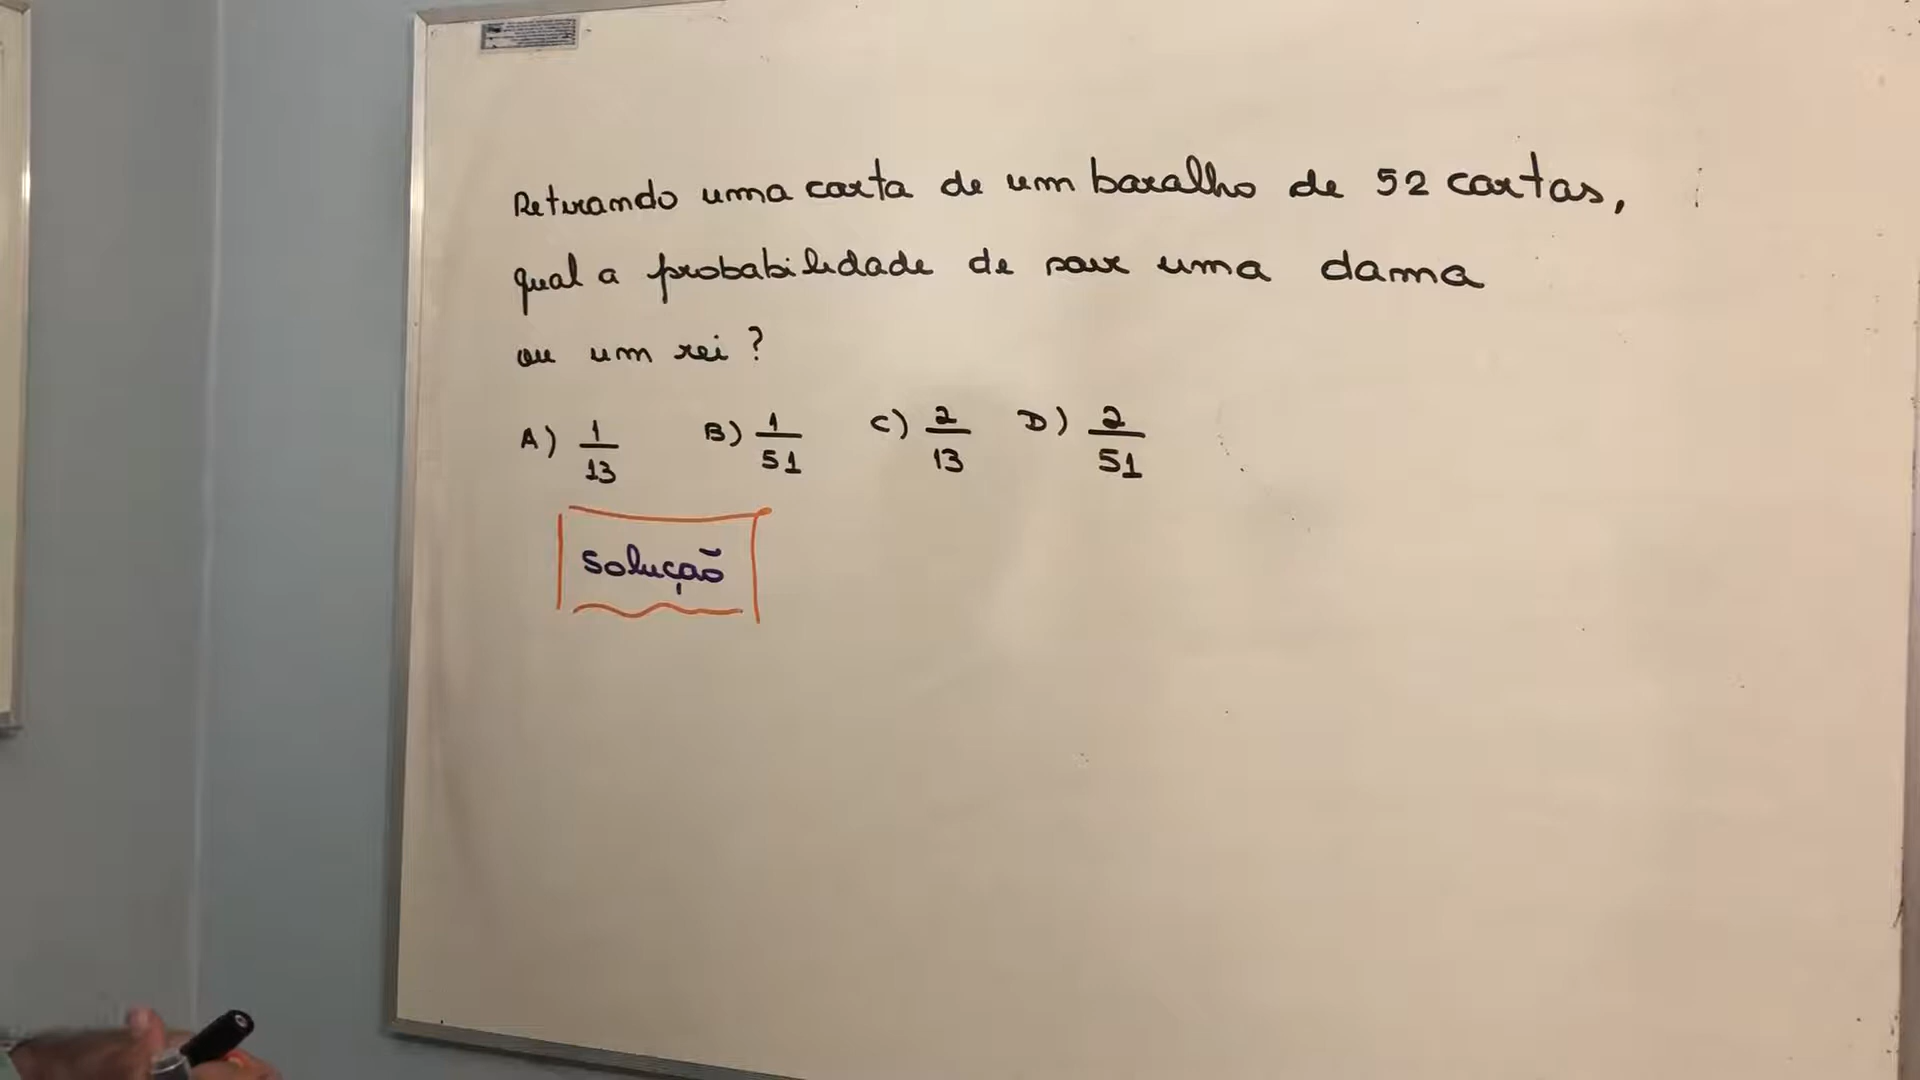 Retirando uma carta de um baralho de 52 cartas,
qual a probabilidade de sair uma dama
ou um rei?
A) 1/13 B) 1/51 C) 2/13 D) 2/51
Solução